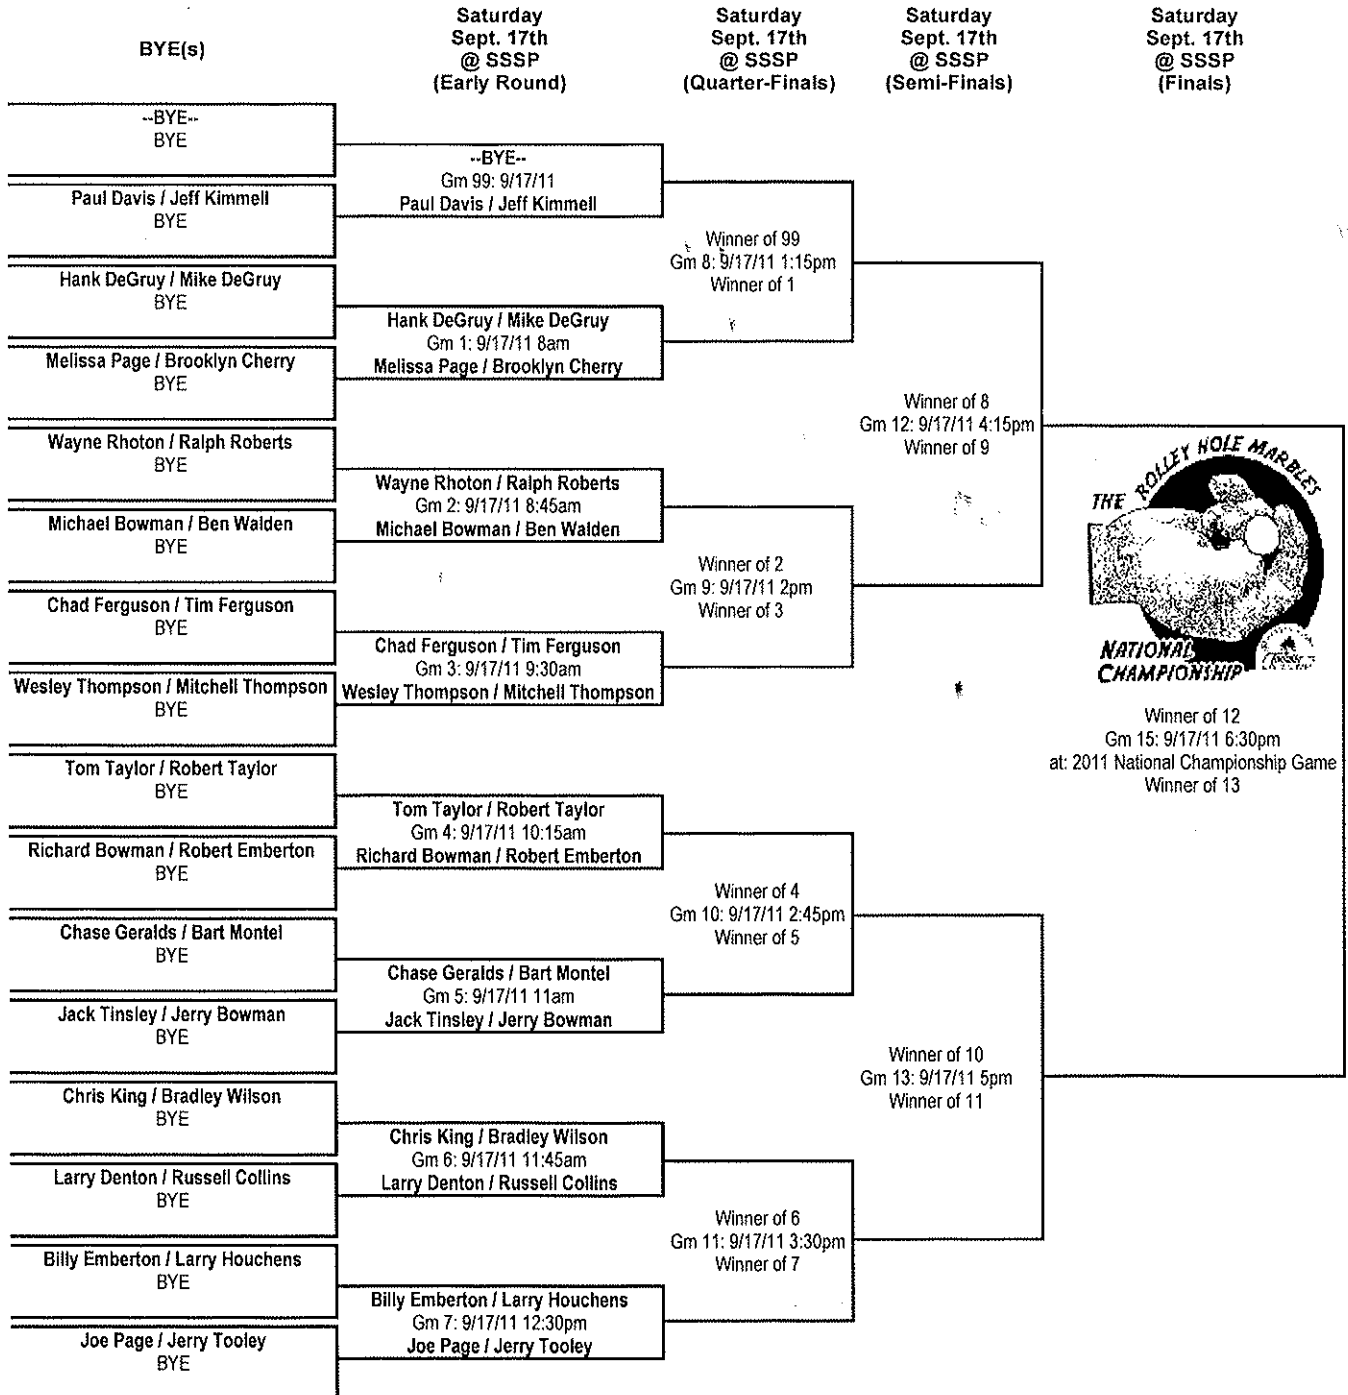 BYE(s)
Saturday
Sept. 17th
@ SSSP
(Early Round)
Saturday
Sept. 17th
@ SSSP
(Quarter-Finals)
Saturday
Sept. 17th
@ SSSP
(Semi-Finals)
Saturday
Sept. 17th
@ SSSP
(Finals)
--BYE--
BYE
Paul Davis / Jeff Kimmell
BYE
Hank DeGruy / Mike DeGruy
BYE
Melissa Page / Brooklyn Cherry
BYE
Wayne Rhoton / Ralph Roberts
BYE
Michael Bowman / Ben Walden
BYE
Chad Ferguson / Tim Ferguson
BYE
Wesley Thompson / Mitchell Thompson
BYE
Tom Taylor / Robert Taylor
BYE
Richard Bowman / Robert Emberton
BYE
Chase Geralds / Bart Montel
BYE
Jack Tinsley / Jerry Bowman
BYE
Chris King / Bradley Wilson
BYE
Larry Denton / Russell Collins
BYE
Billy Emberton / Larry Houchens
BYE
Joe Page / Jerry Tooley
BYE
--BYE--
Gm 99: 9/17/11
Paul Davis / Jeff Kimmell
Hank DeGruy / Mike DeGruy
Gm 1: 9/17/11 8am
Melissa Page / Brooklyn Cherry
Wayne Rhoton / Ralph Roberts
Gm 2: 9/17/11 8:45am
Michael Bowman / Ben Walden
Chad Ferguson / Tim Ferguson
Gm 3: 9/17/11 9:30am
Wesley Thompson / Mitchell Thompson
Tom Taylor / Robert Taylor
Gm 4: 9/17/11 10:15am
Richard Bowman / Robert Emberton
Chase Geralds / Bart Montel
Gm 5: 9/17/11 11am
Jack Tinsley / Jerry Bowman
Chris King / Bradley Wilson
Gm 6: 9/17/11 11:45am
Larry Denton / Russell Collins
Billy Emberton / Larry Houchens
Gm 7: 9/17/11 12:30pm
Joe Page / Jerry Tooley
Winner of 99
Gm 8: 9/17/11 1:15pm
Winner of 1
Winner of 2
Gm 9: 9/17/11 2pm
Winner of 3
Winner of 4
Gm 10: 9/17/11 2:45pm
Winner of 5
Winner of 6
Gm 11: 9/17/11 3:30pm
Winner of 7
Winner of 8
Gm 12: 9/17/11 4:15pm
Winner of 9
Winner of 10
Gm 13: 9/17/11 5pm
Winner of 11
THE
ROLLEY HOLE MARBLES
NATIONAL
CHAMPIONSHIP
Winner of 12
Gm 15: 9/17/11 6:30pm
at: 2011 National Championship Game
Winner of 13